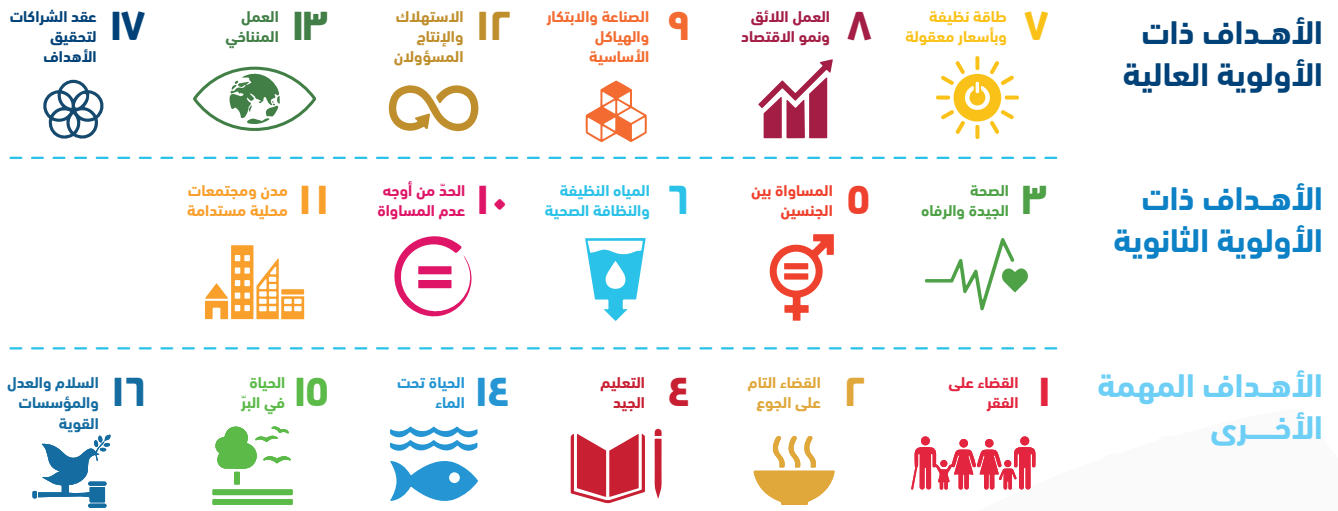 الأهـداف ذات
الأولوية العالية
٧
طاقة نظيفة
وبأسعار معقولة
٨
العمل اللائق
ونمو الاقتصاد
٩
الصناعة والابتكار
والهياكل
الأساسية
١٢
الاستهلاك
والإنتاج
المسؤولان
١٣
العمل
المناخي
١٧
عقد الشراكات
لتحقيق
الأهداف
الأهـداف ذات
الأولوية الثانوية
٣
الصحة
الجيدة والرفاه
٥
المساواة بين
الجنسين
٦
المياه النظيفة
والنظافة الصحية
١٠
الحدّ من أوجه
عدم المساواة
١١
مدن ومجتمعات
محلية مستدامة
الأهـداف المهمة
الأخـــرى
١
القضاء على
الفقر
٢
القضاء التام
على الجوع
٤
التعليم
الجيد
١٤
الحياة تحت
الماء
١٥
الحياة
في البرّ
١٦
السلام والعدل
والمؤسسات
القوية